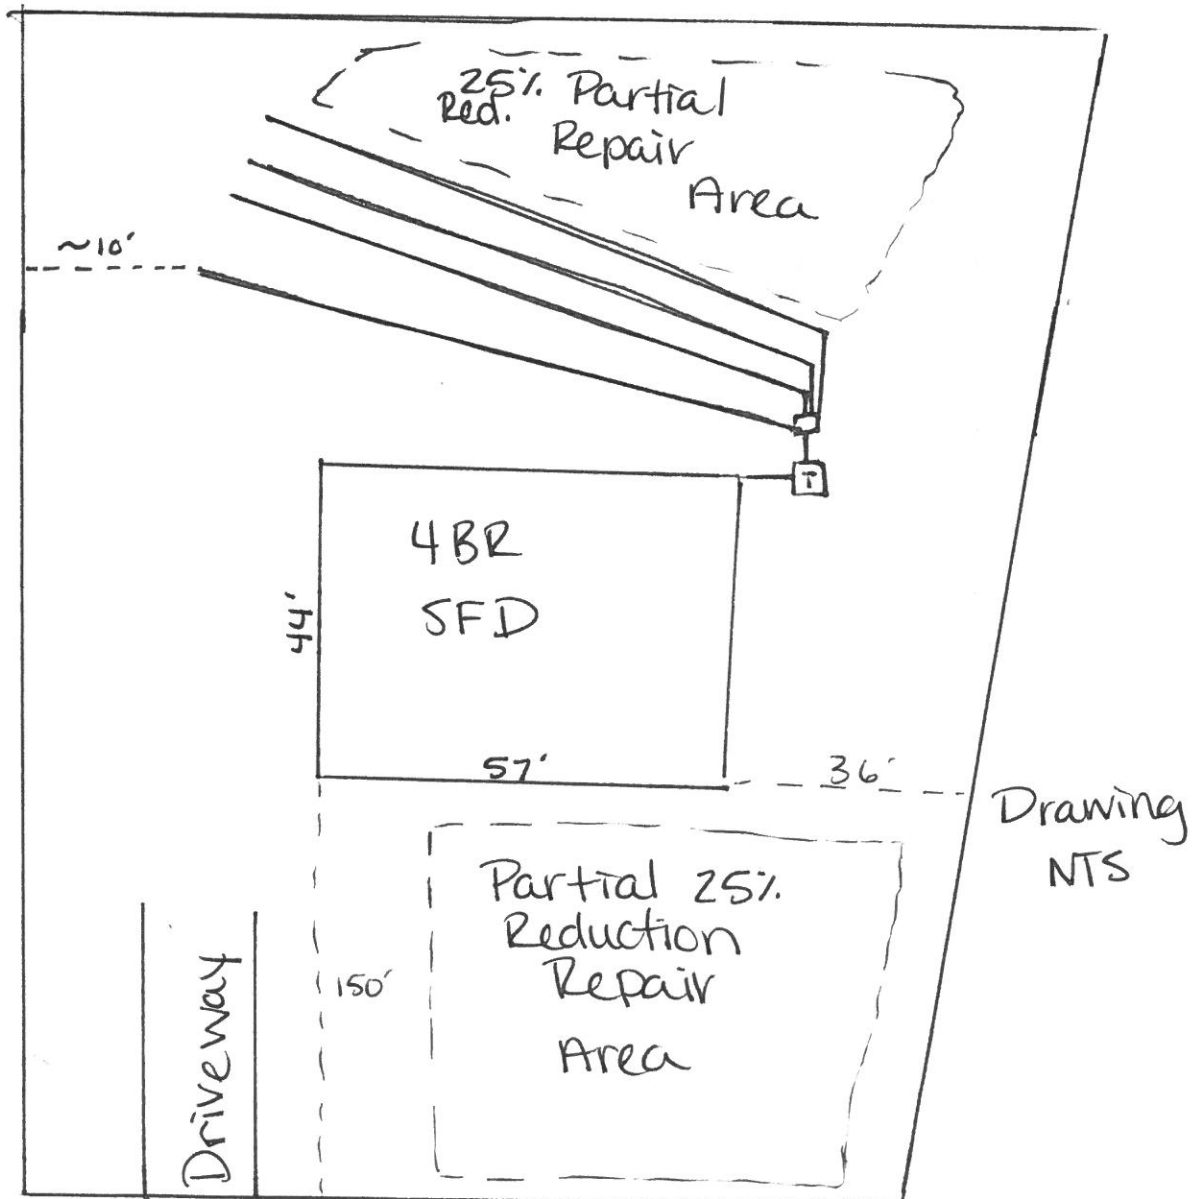 25% Partial
Red.
Repair
Area
~10'
T
4BR
SFD
44'
57'
36'
Drawing
NTS
Partial 25%
Reduction
Repair
Area
150'
Driveway